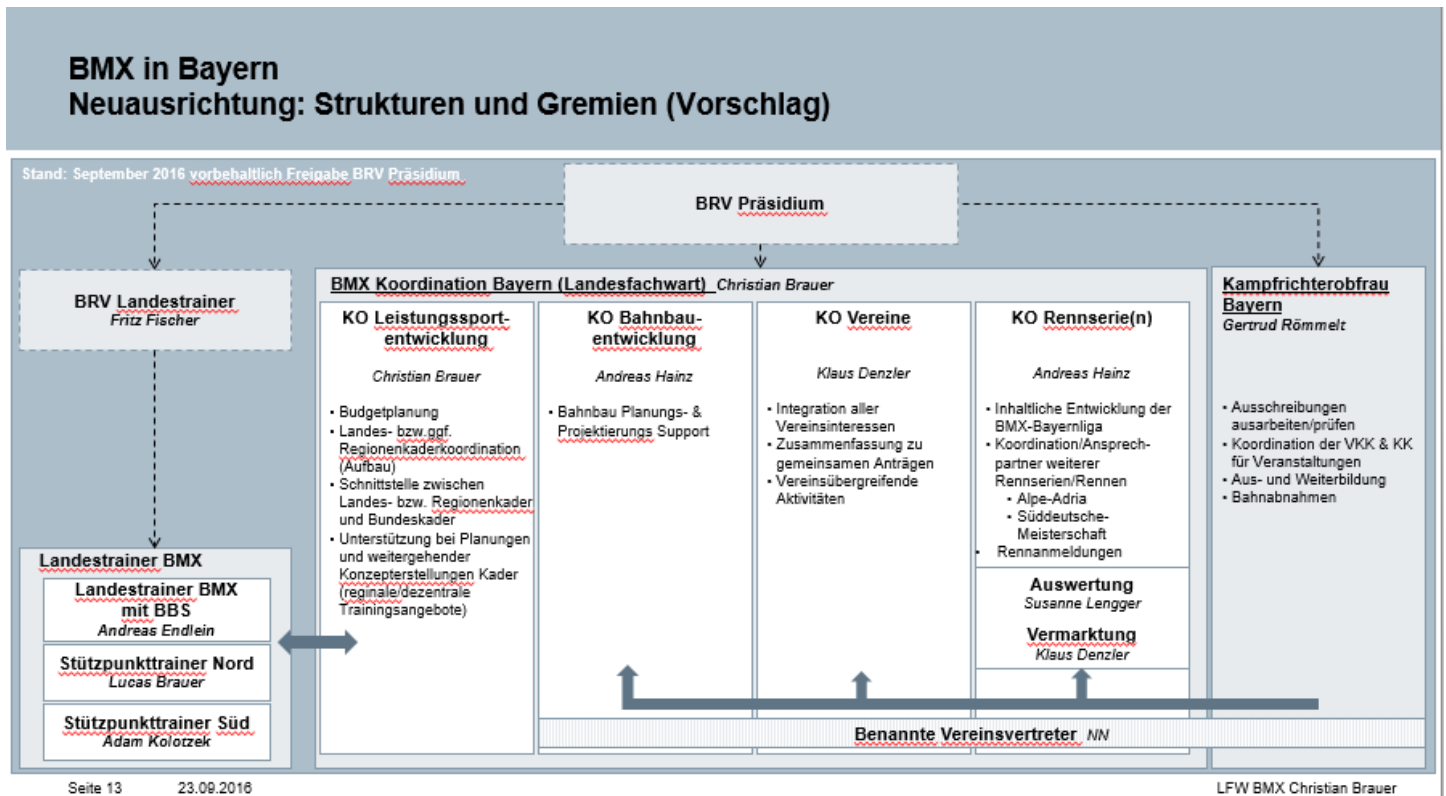 BMX in Bayern
Neuausrichtung: Strukturen und Gremien (Vorschlag)
Stand: September 2016 vorbehaltlich Freigabe BRV Präsidium
BRV Präsidium
BRV Landestrainer
Fritz Fischer
Landestrainer BMX
Landestrainer BMX
mit BBS
Andreas Endlein
Stützpunkttrainer Nord
Lucas Brauer
Stützpunkttrainer Süd
Adam Kolotzek
BMX Koordination Bayern (Landesfachwart) Christian Brauer
KO Leistungssport-
entwicklung
Christian Brauer
▪ Budgetplanung
▪ Landes- bzw.ggf.
Regionenkaderkoordination
(Aufbau)
▪ Schnittstelle zwischen
Landes- bzw. Regionenkader
und Bundeskader
▪ Unterstützung bei Planungen
und weitergehender
Konzepterstellungen Kader
(reginale/dezentrale
Trainingsangebote)
KO Bahnbau-
entwicklung
Andreas Hainz
▪ Bahnbau Planungs- &
Projektierungs Support
KO Vereine
Klaus Denzler
▪ Integration aller
Vereinsinteressen
▪ Zusammenfassung zu
gemeinsamen Anträgen
▪ Vereinsübergreifende
Aktivitäten
KO Rennserie(n)
Andreas Hainz
▪ Inhaltliche Entwicklung der
BMX-Bayernliga
▪ Koordination/Ansprech-
partner weiterer
Rennserien/Rennen
▪ Alpe-Adria
▪ Süddeutsche-
Meisterschaft
▪ Rennanmeldungen
Auswertung
Susanne Lengger
Vermarktung
Klaus Denzler
Kampfrichterobfrau
Bayern
Gertrud Römmelt
▪ Ausschreibungen
ausarbeiten/prüfen
▪ Koordination der VKK & KK
für Veranstaltungen
▪ Aus- und Weiterbildung
▪ Bahnabnahmen
Benannte Vereinsvertreter NN
Seite 13 23.09.2016 LFW BMX Christian Brauer